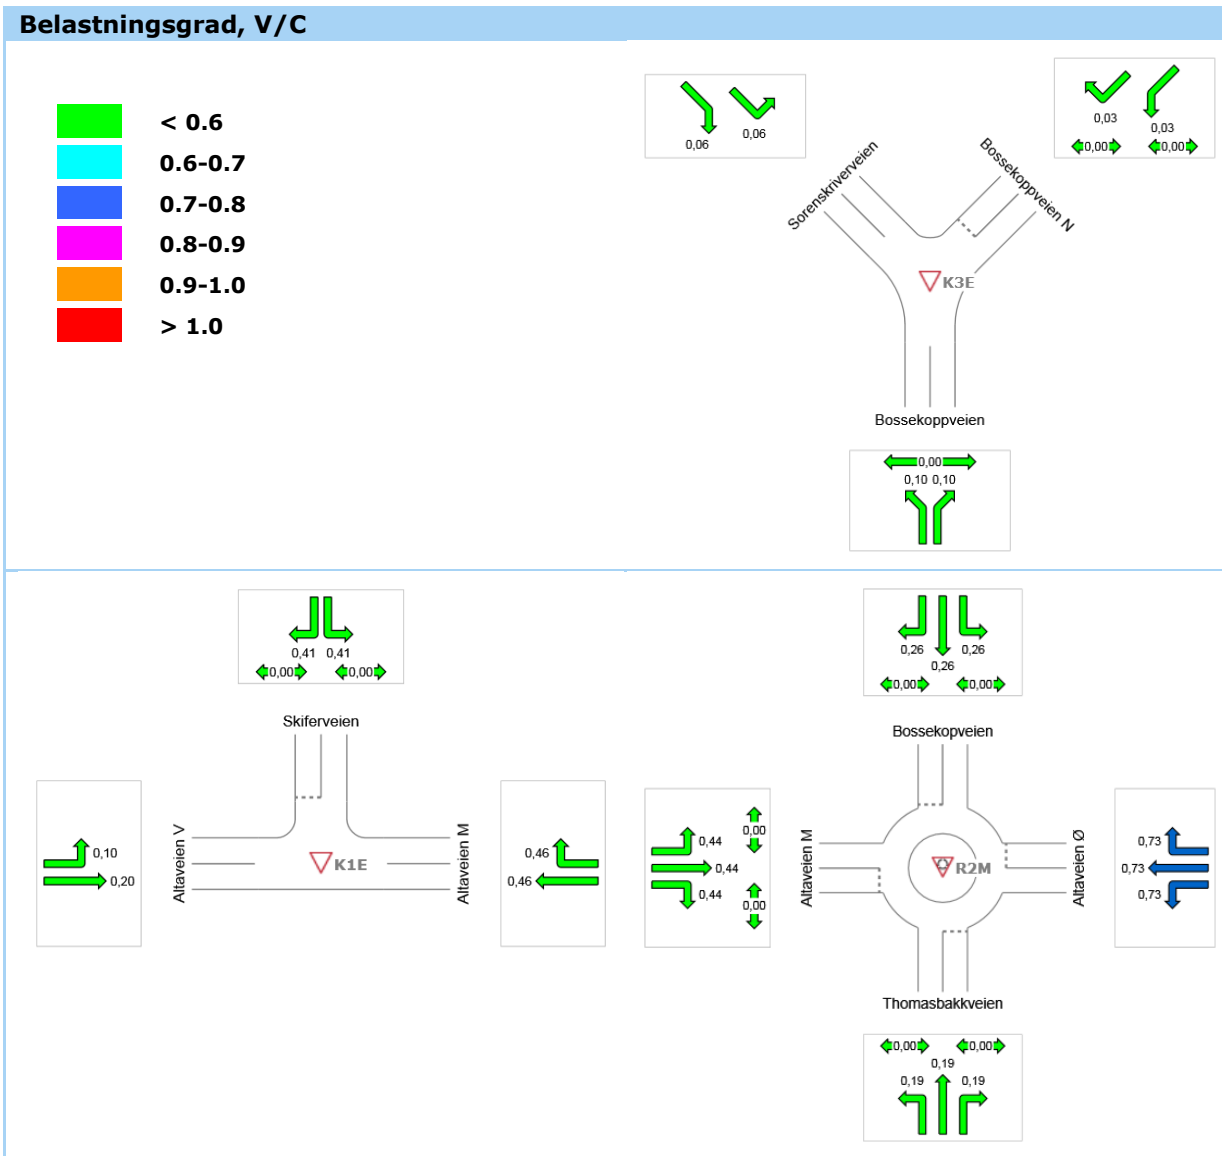 Belastningsgrad, V/C
< 0.6
0.6-0.7
0.7-0.8
0.8-0.9
0.9-1.0
> 1.0
0,06
0,06
0,03
0,03
0,00
0,00
Sorenskriverveien
Bossekoppveien N
K3E
Bossekoppveien
0,00
0,10 0,10
0,41 0,41
0,00
0,00
Skiferveien
0,10
0,20
Altaveien V
K1E
Altaveien M
0,46
0,46
0,26
0,26
0,26
0,00
0,00
Bossekopveien
0,44
0,44
0,44
0,00
0,00
Altaveien M
R2M
Altaveien Ø
0,73
0,73
0,73
Thomasbakkveien
0,00
0,00
0,19
0,19
0,19